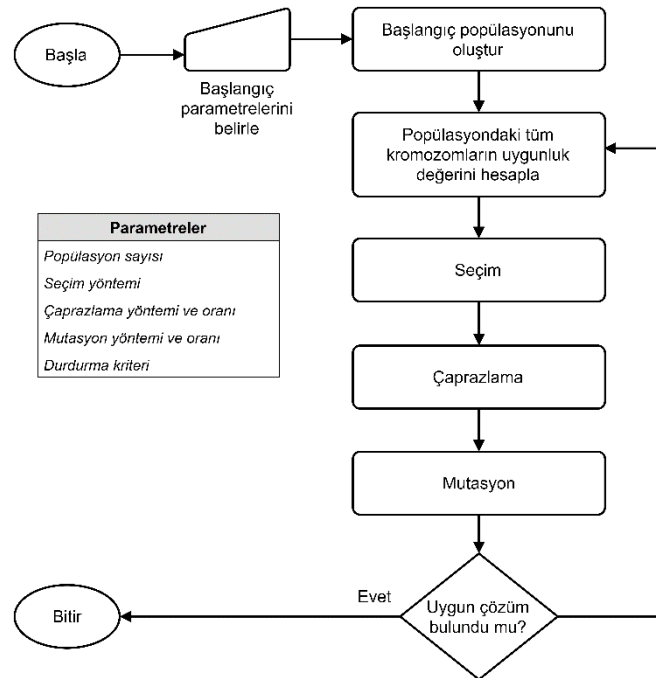 Başla
Başlangıç
parametrelerini
belirle
Başlangıç popülasyonunu
oluştur
Popülasyondaki tüm
kromozomların uygunluk
değerini hesapla
Parametreler
Popülasyon sayısı
Seçim yöntemi
Çaprazlama yöntemi ve oranı
Mutasyon yöntemi ve oranı
Durdurma kriteri
Seçim
Çaprazlama
Mutasyon
Uygun çözüm
bulundu mu?
Evet
Bitir